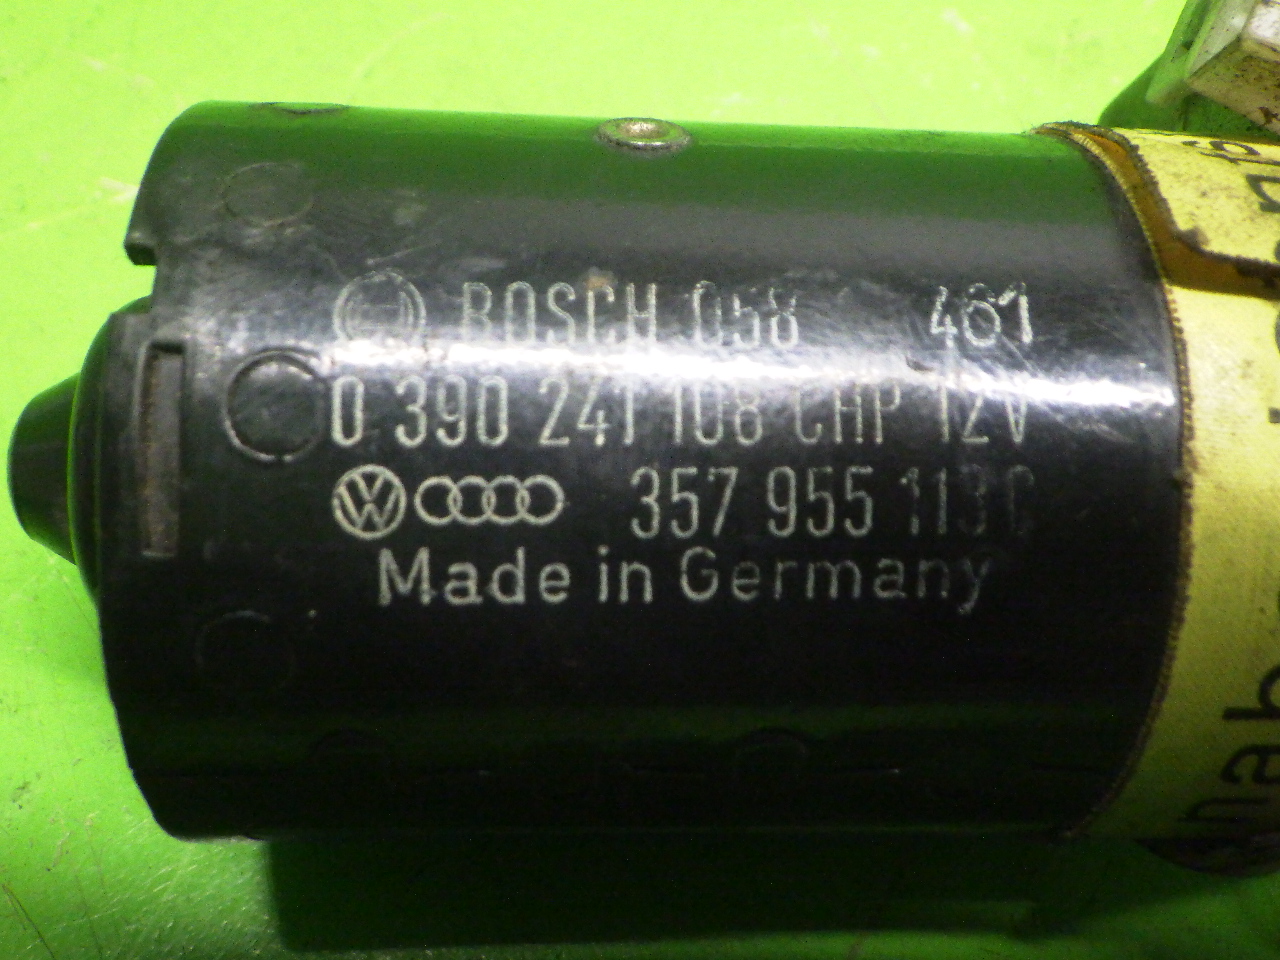 BOSCH 058 461
0 390 241 108 CHP 12V
357 955 113 C
Made in Germany